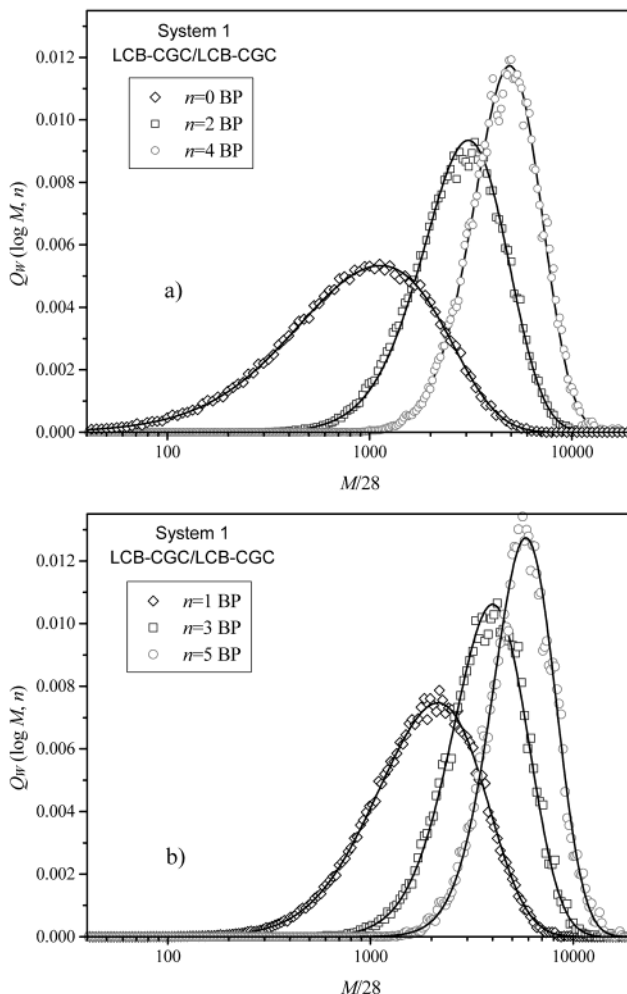 System 1
LCB-CGC/LCB-CGC
n=0 BP
n=2 BP
n=4 BP
a)
0.012
0.010
0.008
0.006
0.004
0.002
0.000
Qw (log M, n)
100
1000
10000
M/28
System 1
LCB-CGC/LCB-CGC
n=1 BP
n=3 BP
n=5 BP
b)
0.012
0.010
0.008
0.006
0.004
0.002
0.000
Qw (log M, n)
100
1000
10000
M/28